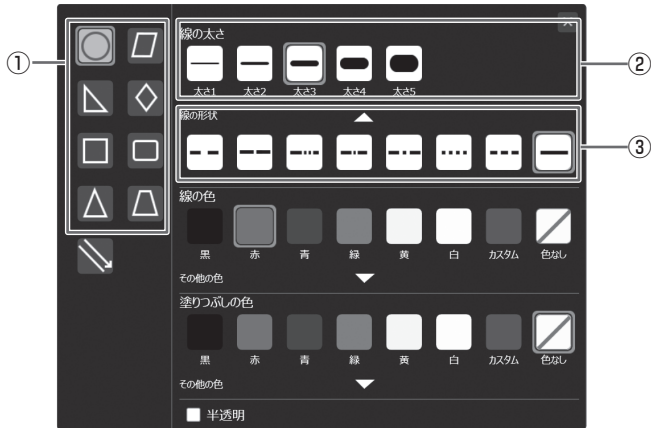 ①
線の太さ
②
太さ1 太さ2 太さ3 太さ4 太さ5
線の形状
③
線の色
黒 赤 青 緑 黄 白 カスタム 色なし
その他の色
塗りつぶしの色
黒 赤 青 緑 黄 白 カスタム 色なし
その他の色
半透明